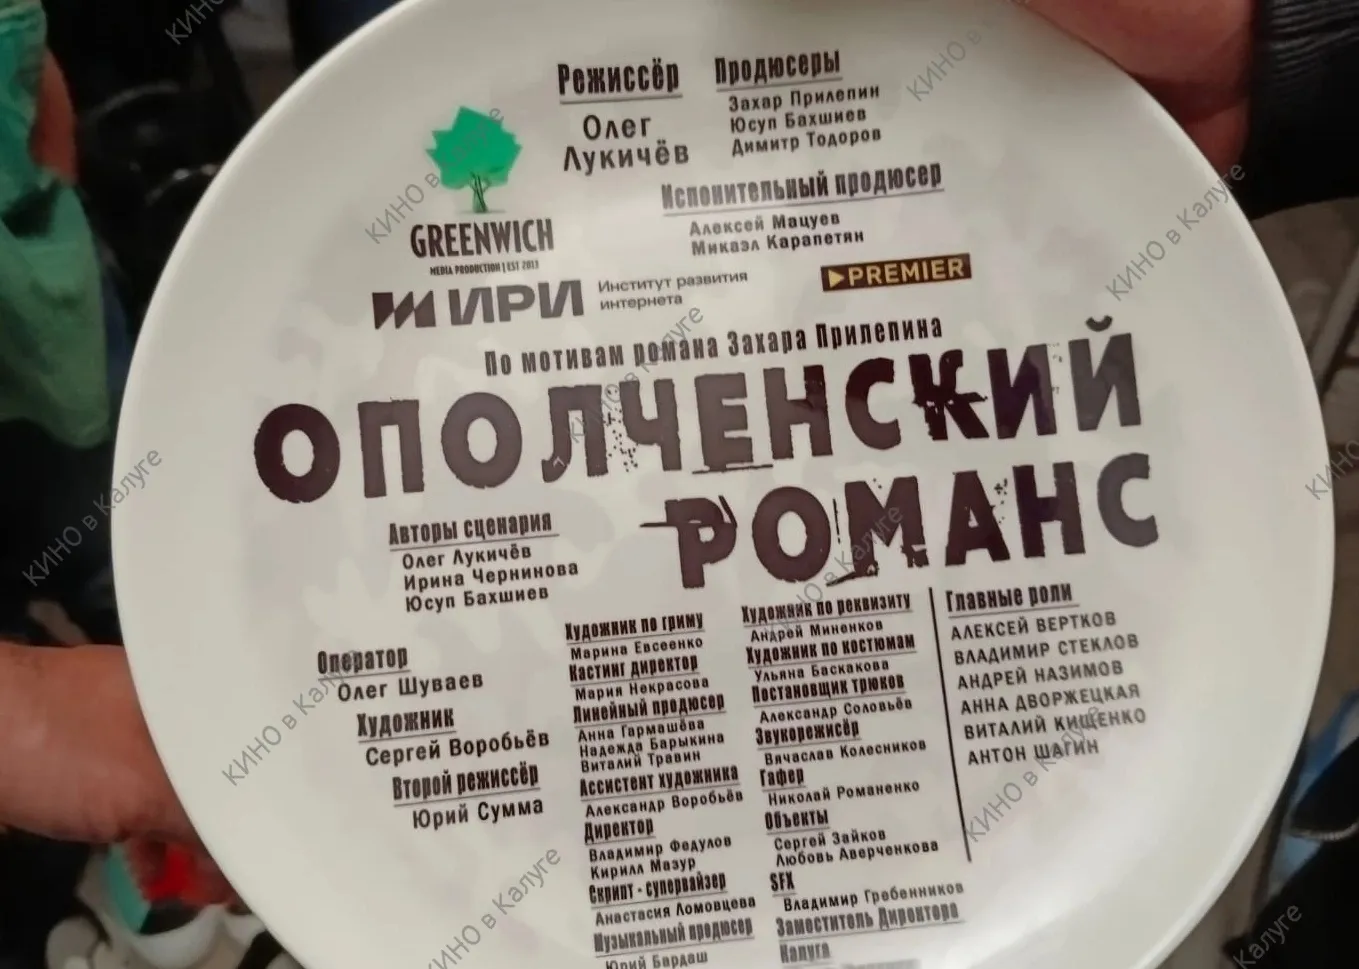 Режиссёр
Олег
Лукичёв
Продюсеры
Захар Прилепин
Юсуп Бахшиев
Димитр Тодоров
Испонительный продюсер
Алексей Мацуев
Микаэл Карапетян
GREENWICH
MEDIA PRODUCTION | EST 2013
ИРИ
Институт развития
интернета
PREMIER
По мотивам романа Захара Прилепина
ОПОЛЧЕНСКИЙ
РОМАНС
Авторы сценария
Олег Лукичёв
Ирина Чернинова
Юсуп Бахшиев
Оператор
Олег Шуваев
Художник
Сергей Воробьёв
Второй режиссёр
Юрий Сумма
Художник по гриму
Марина Евсеенко
Кастинг директор
Мария Некрасова
Линейный продюсер
Анна Гармашёва
Надежда Барыкина
Виталий Травин
Ассистент художника
Александр Воробьёв
Директор
Владимир Федулов
Кирилл Мазур
Скрипт - супервайзер
Анастасия Ломовцева
Музыкальный продюсер
Юрий Бардаш
Художник по реквизиту
Андрей Миненков
Художник по костюмам
Ульяна Баскакова
Постановщик трюков
Александр Соловьёв
Звукорежисёр
Вячаслав Колесников
Гафер
Николай Романенко
Объекты
Сергей Зайков
Любовь Аверченкова
SFX
Владимир Гребенников
Заместитель Директора
Калуга
Главные роли
АЛЕКСЕЙ ВЕРТКОВ
ВЛАДИМИР СТЕКЛОВ
АНДРЕЙ НАЗИМОВ
АННА ДВОРЖЕЦКАЯ
ВИТАЛИЙ КИЩЕНКО
АНТОН ШАГИН
КИНО в Калуге